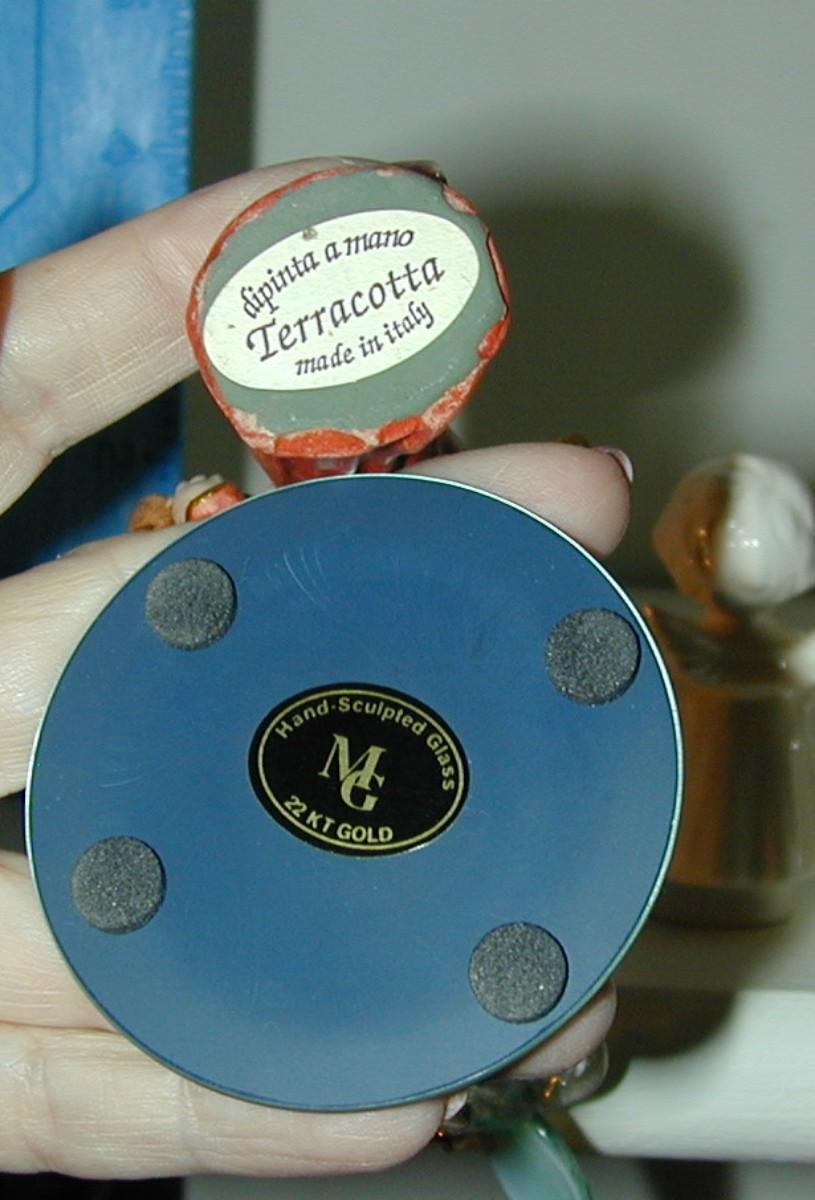 dipinta a mano
Terracotta
made in italy
Hand-Sculpted Glass
MG
22 KT GOLD